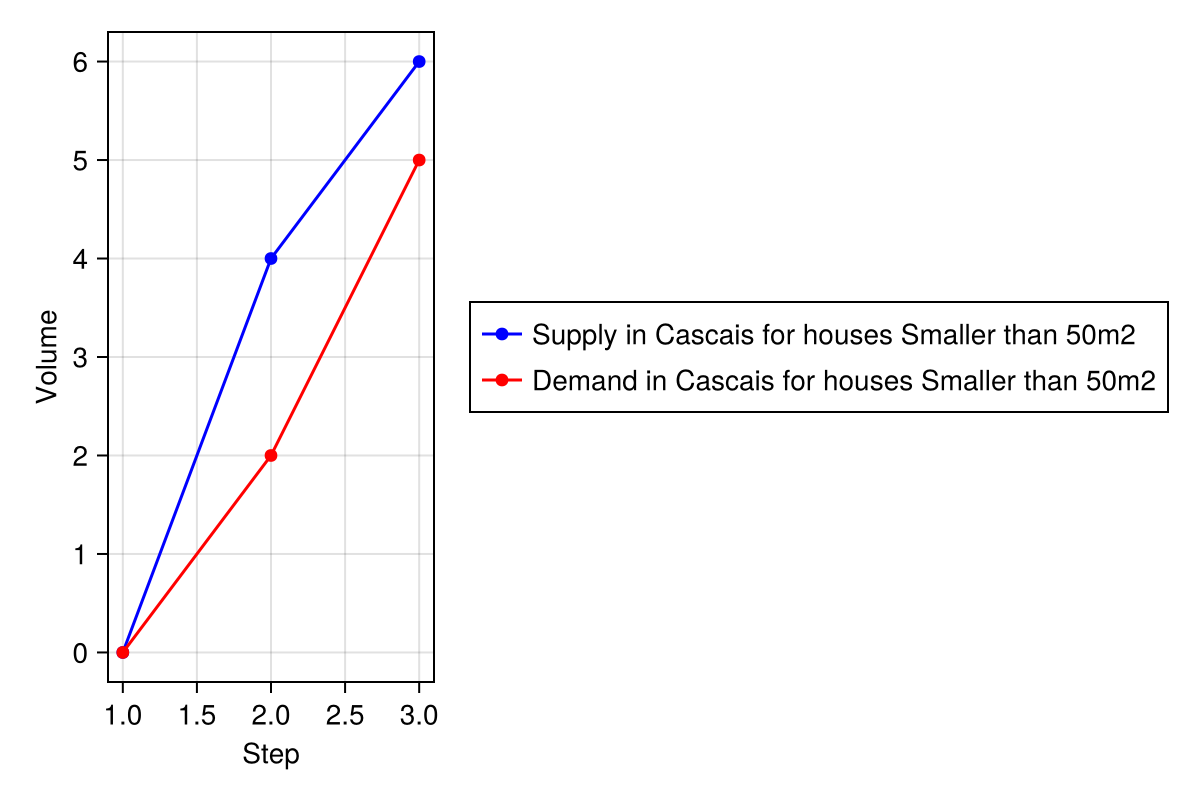 6
5
4
3
2
1
0
Volume
1.0 1.5 2.0 2.5 3.0
Step
Supply in Cascais for houses Smaller than 50m2
Demand in Cascais for houses Smaller than 50m2